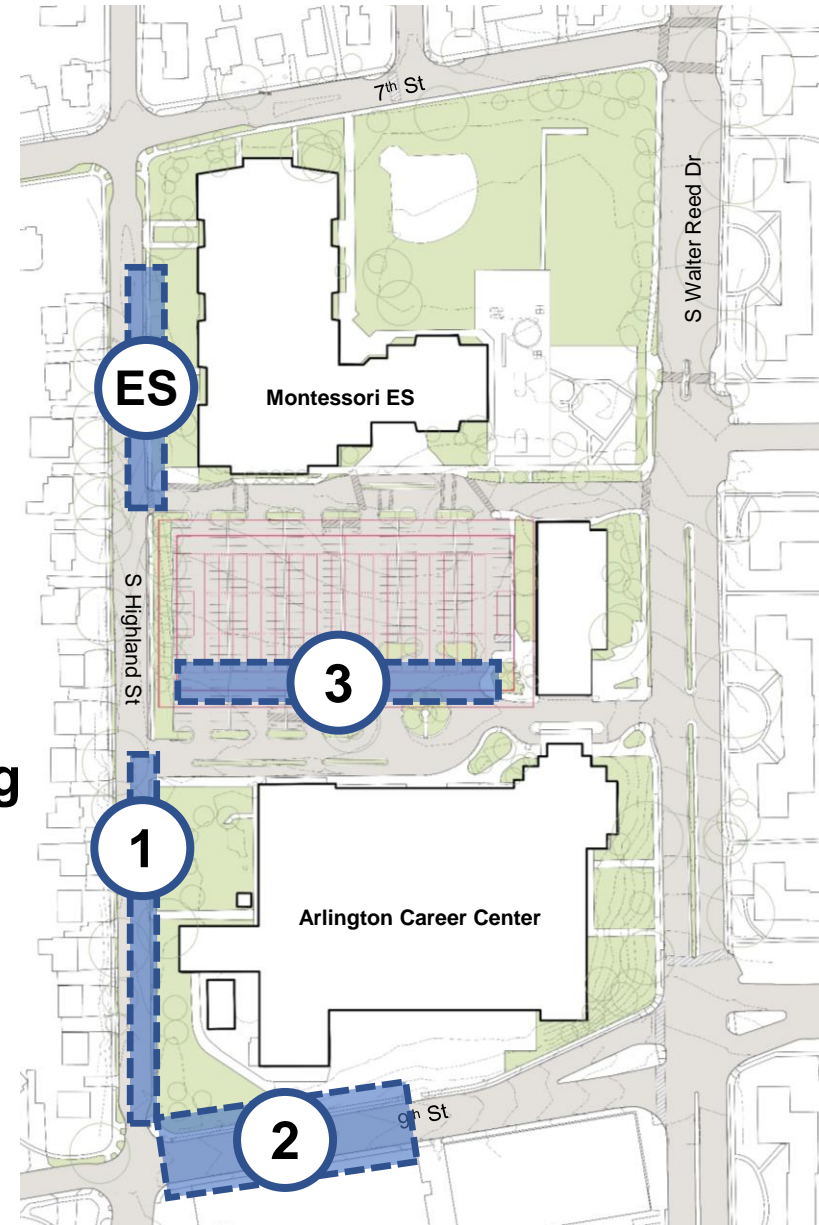 7th St
S Walter Reed Dr
ES
Montessori ES
S Highland St
3
g
1
Arlington Career Center
9th St
2